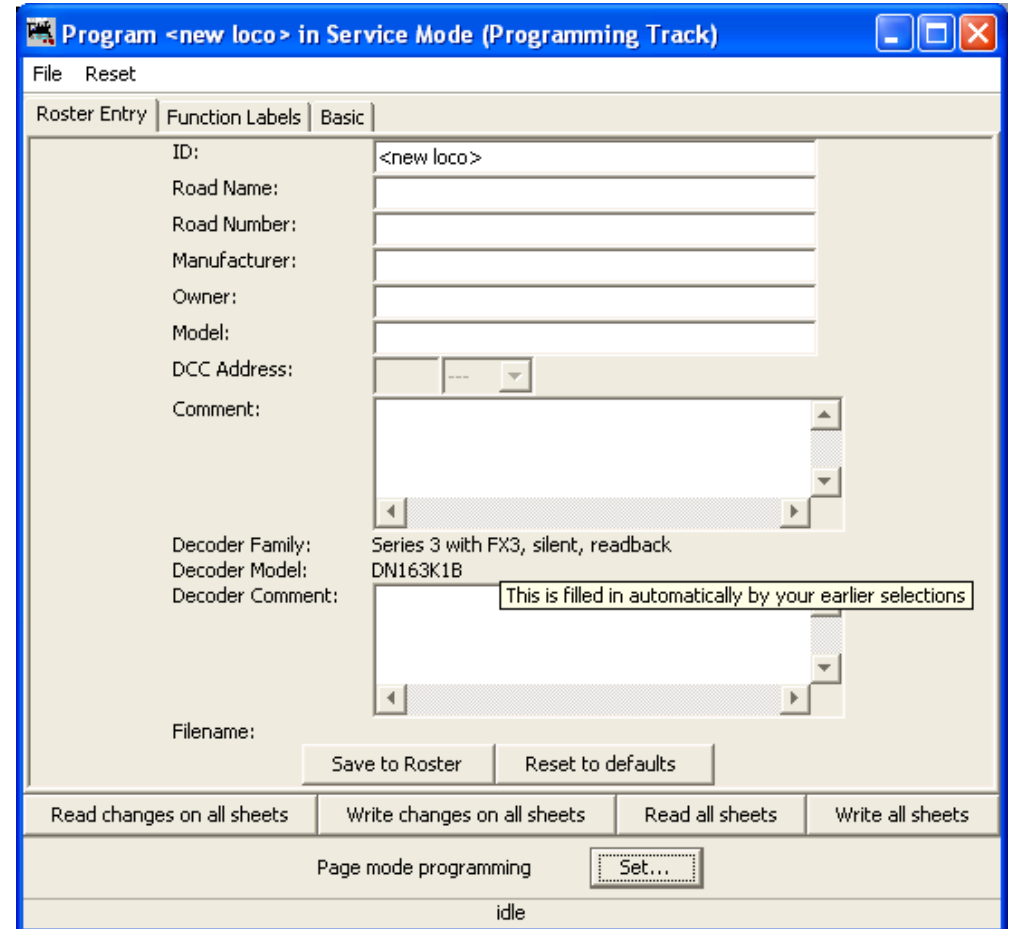 Program <new loco> in Service Mode (Programming Track)
File Reset
Roster Entry Function Labels Basic
ID: <new loco>
Road Name:
Road Number:
Manufacturer:
Owner:
Model:
DCC Address: ---
Comment:
Decoder Family: Series 3 with FX3, silent, readback
Decoder Model: DN163K1B
Decoder Comment: This is filled in automatically by your earlier selections
Filename:
Save to Roster Reset to defaults
Read changes on all sheets Write changes on all sheets Read all sheets Write all sheets
Page mode programming Set...
idle